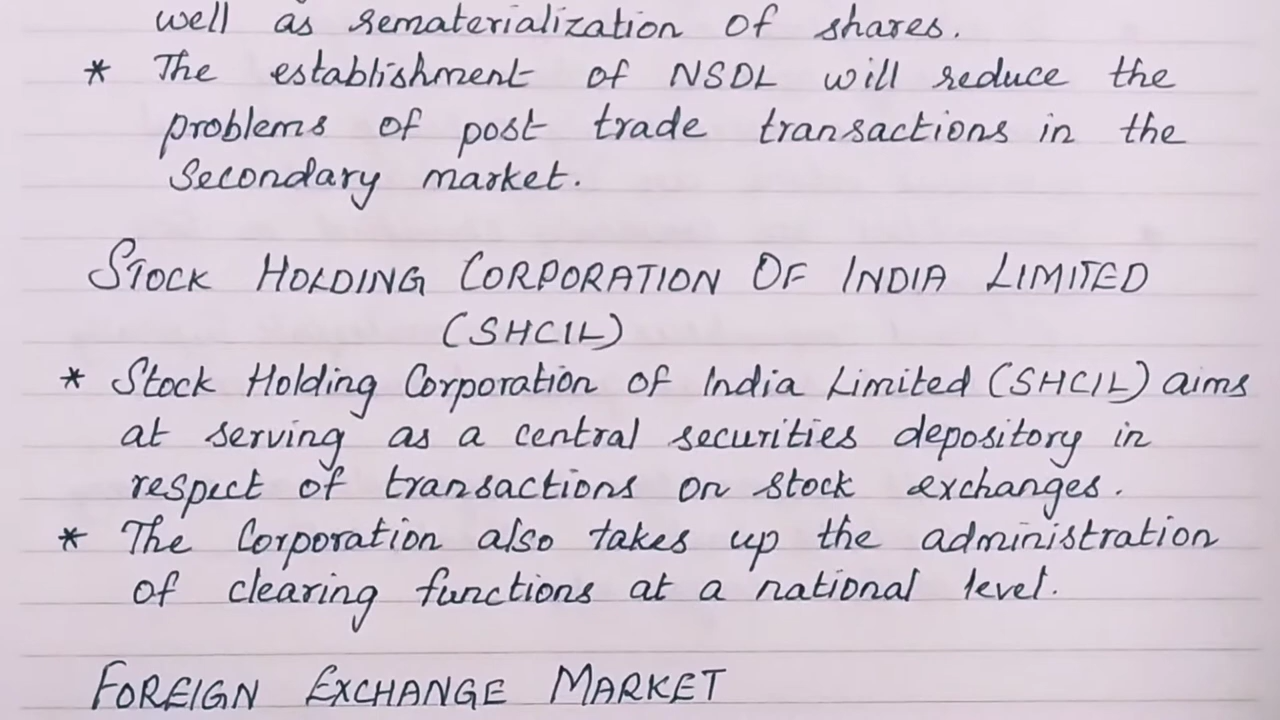 well as rematerialization of shares.
* The establishment of NSDL will reduce the
problems of post trade transactions in the
Secondary market.
STOCK HOLDING CORPORATION OF INDIA LIMITED
(SHCIL)
* Stock Holding Corporation of India Limited (SHCIL) aims
at serving as a central securities depository in
respect of transactions on stock exchanges.
* The Corporation also takes up the administration
of clearing functions at a national level.
FOREIGN EXCHANGE MARKET